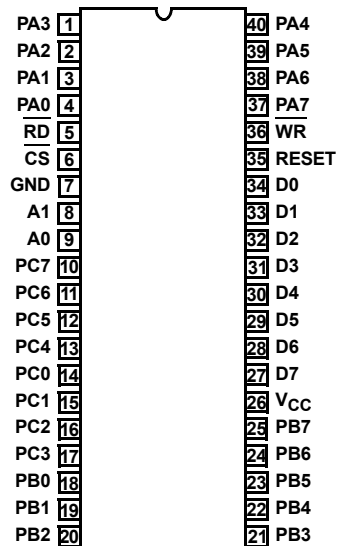 PA3 1 40 PA4
PA2 2 39 PA5
PA1 3 38 PA6
PA0 4 37 PA7
RD 5 36 WR
CS 6 35 RESET
GND 7 34 D0
A1 8 33 D1
A0 9 32 D2
PC7 10 31 D3
PC6 11 30 D4
PC5 12 29 D5
PC4 13 28 D6
PC0 14 27 D7
PC1 15 26 VCC
PC2 16 25 PB7
PC3 17 24 PB6
PB0 18 23 PB5
PB1 19 22 PB4
PB2 20 21 PB3